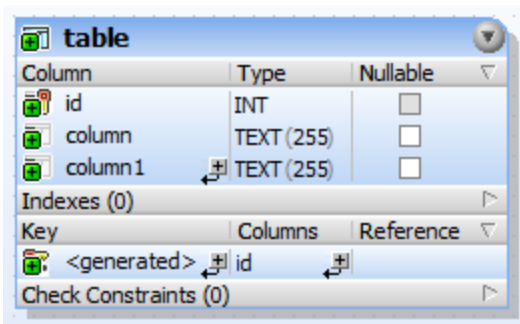 table
Column Type Nullable
id INT
column TEXT (255)
column1 TEXT (255)
Indexes (0)
Key Columns Reference
<generated> id
Check Constraints (0)